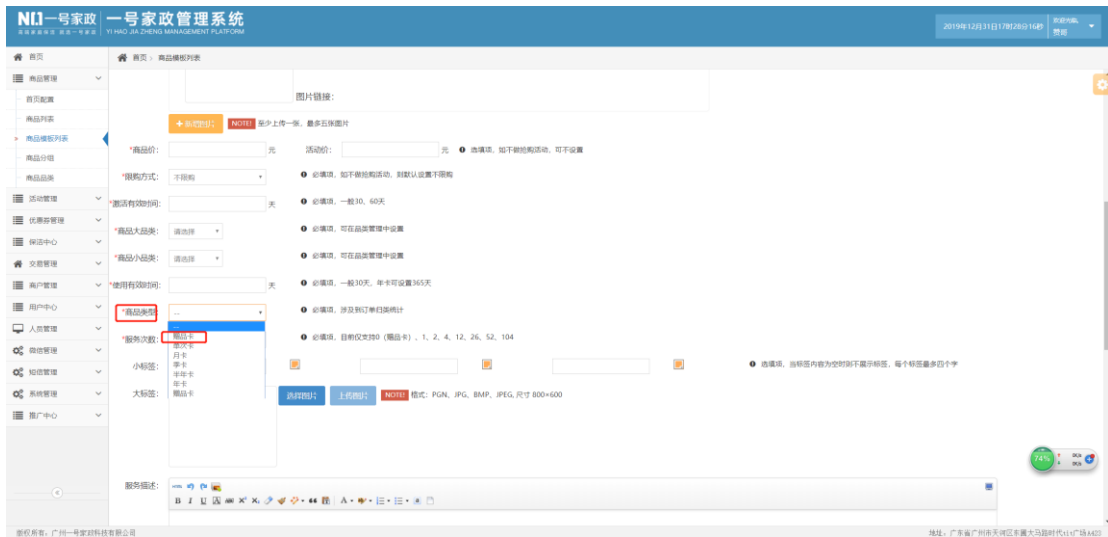 NO.1一号家政 一号家政管理系统
YI HAO JIA ZHENG MANAGEMENT PLATFORM
2019年12月31日17时28分16秒
首页
首页 › 商品模板列表
商品管理
首页配置
商品列表
商品模板列表
商品分组
商品品类
活动管理
优惠券管理
保洁中心
交易管理
商户管理
用户中心
人员管理
微信管理
短信管理
系统管理
推广中心
图片链接：
NOTE! 至少上传一张，最多五张图片
*商品价： 元 活动价： 元 选填项，如不做抢购活动，可不设置
*限购方式： 不限购 必填项，如不做抢购活动，则默认设置不限购
*激活有效时间： 天 必填项，一般30、60天
*商品大品类： 请选择 必填项，可在品类管理中设置
*商品小品类： 请选择 必填项，可在品类管理中设置
*使用有效时间： 天 必填项，一般30天，年卡可设置365天
*商品类型： -- 必填项，涉及到订单归类统计
--
*服务次数： 赠品卡 必填项，目前仅支持0（赠品卡）、1、2、4、12、26、52、104
单次卡
月卡
季卡
半年卡
年卡
赠品卡
小标签： 选填项，当标签内容为空时则不展示标签，每个标签最多四个字
大标签： 选择图片 上传图片 NOTE! 格式：PGN、JPG、BMP、JPEG, 尺寸 800×600
74%
服务描述：
版权所有：广州一号家政科技有限公司